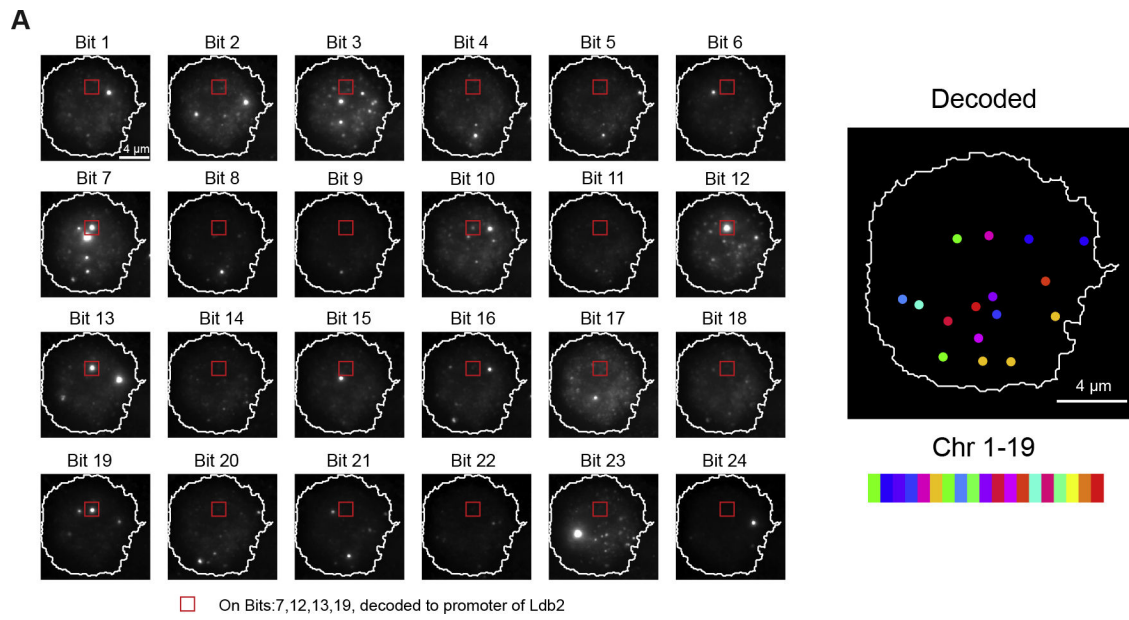 A
Bit 1 Bit 2 Bit 3 Bit 4 Bit 5 Bit 6
4 µm
Bit 7 Bit 8 Bit 9 Bit 10 Bit 11 Bit 12
Bit 13 Bit 14 Bit 15 Bit 16 Bit 17 Bit 18
Bit 19 Bit 20 Bit 21 Bit 22 Bit 23 Bit 24
On Bits:7,12,13,19, decoded to promoter of Ldb2
Decoded
4 µm
Chr 1-19